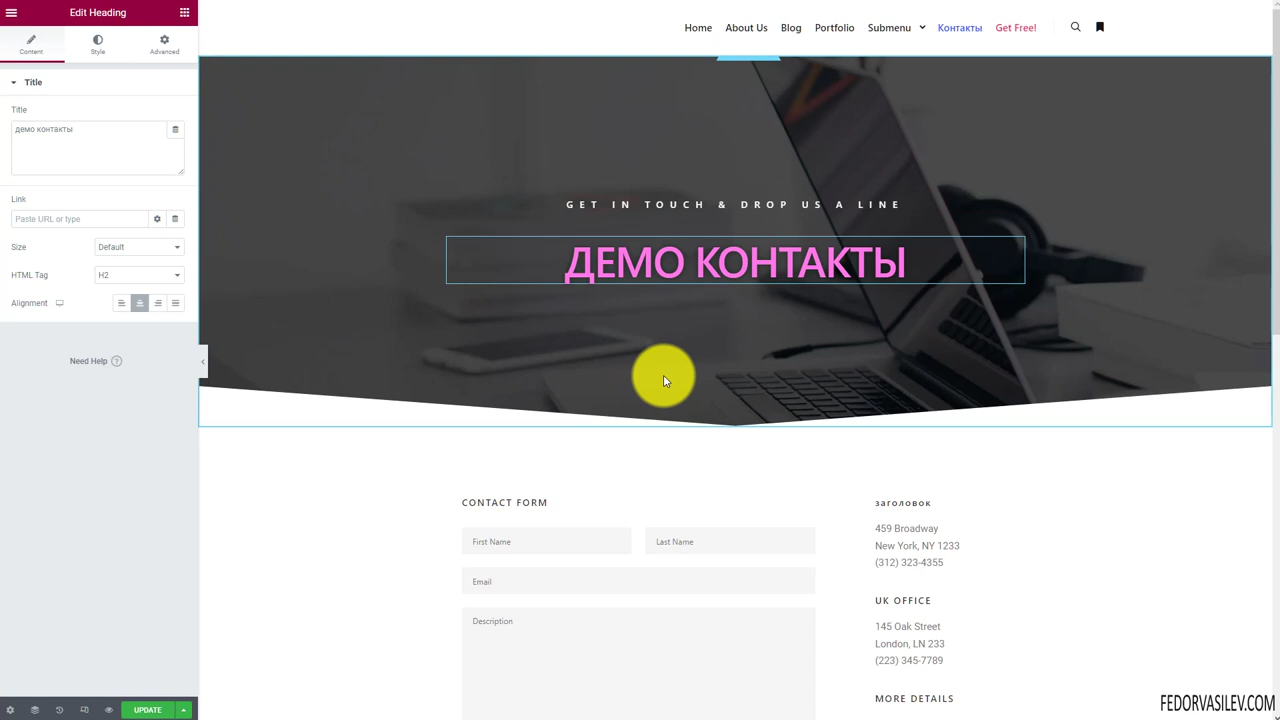 Edit Heading
Content
Style
Advanced
Title
Title
демо контакты
Link
Paste URL or type
Size
Default
HTML Tag
H2
Alignment
Need Help
UPDATE
Home
About Us
Blog
Portfolio
Submenu
Контакты
Get Free!
GET IN TOUCH & DROP US A LINE
ДЕМО КОНТАКТЫ
CONTACT FORM
First Name
Last Name
Email
Description
заголовок
459 Broadway
New York, NY 1233
(312) 323-4355
UK OFFICE
145 Oak Street
London, LN 233
(223) 345-7789
MORE DETAILS
FEDORVASILEV.COM